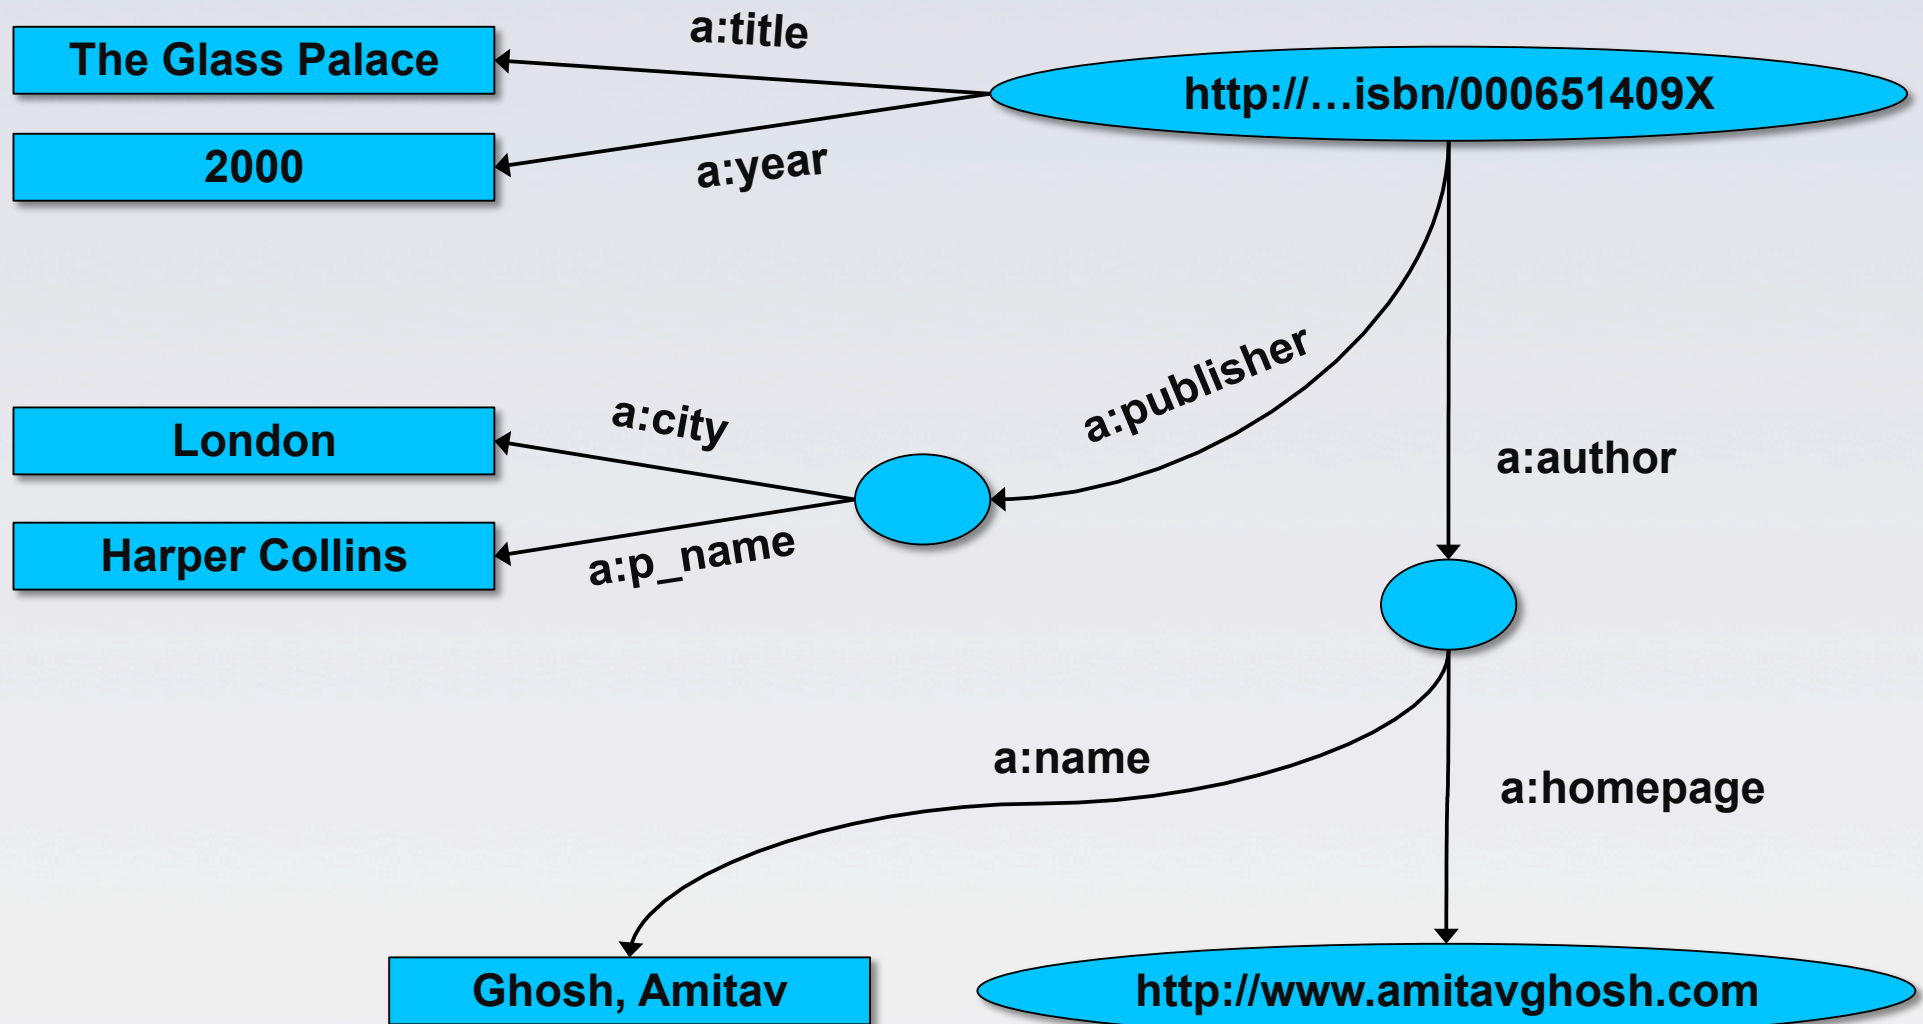 a:title
The Glass Palace
http://…isbn/000651409X
2000
a:year
a:publisher
a:city
London
a:author
Harper Collins
a:p_name
a:name
a:homepage
Ghosh, Amitav
http://www.amitavghosh.com